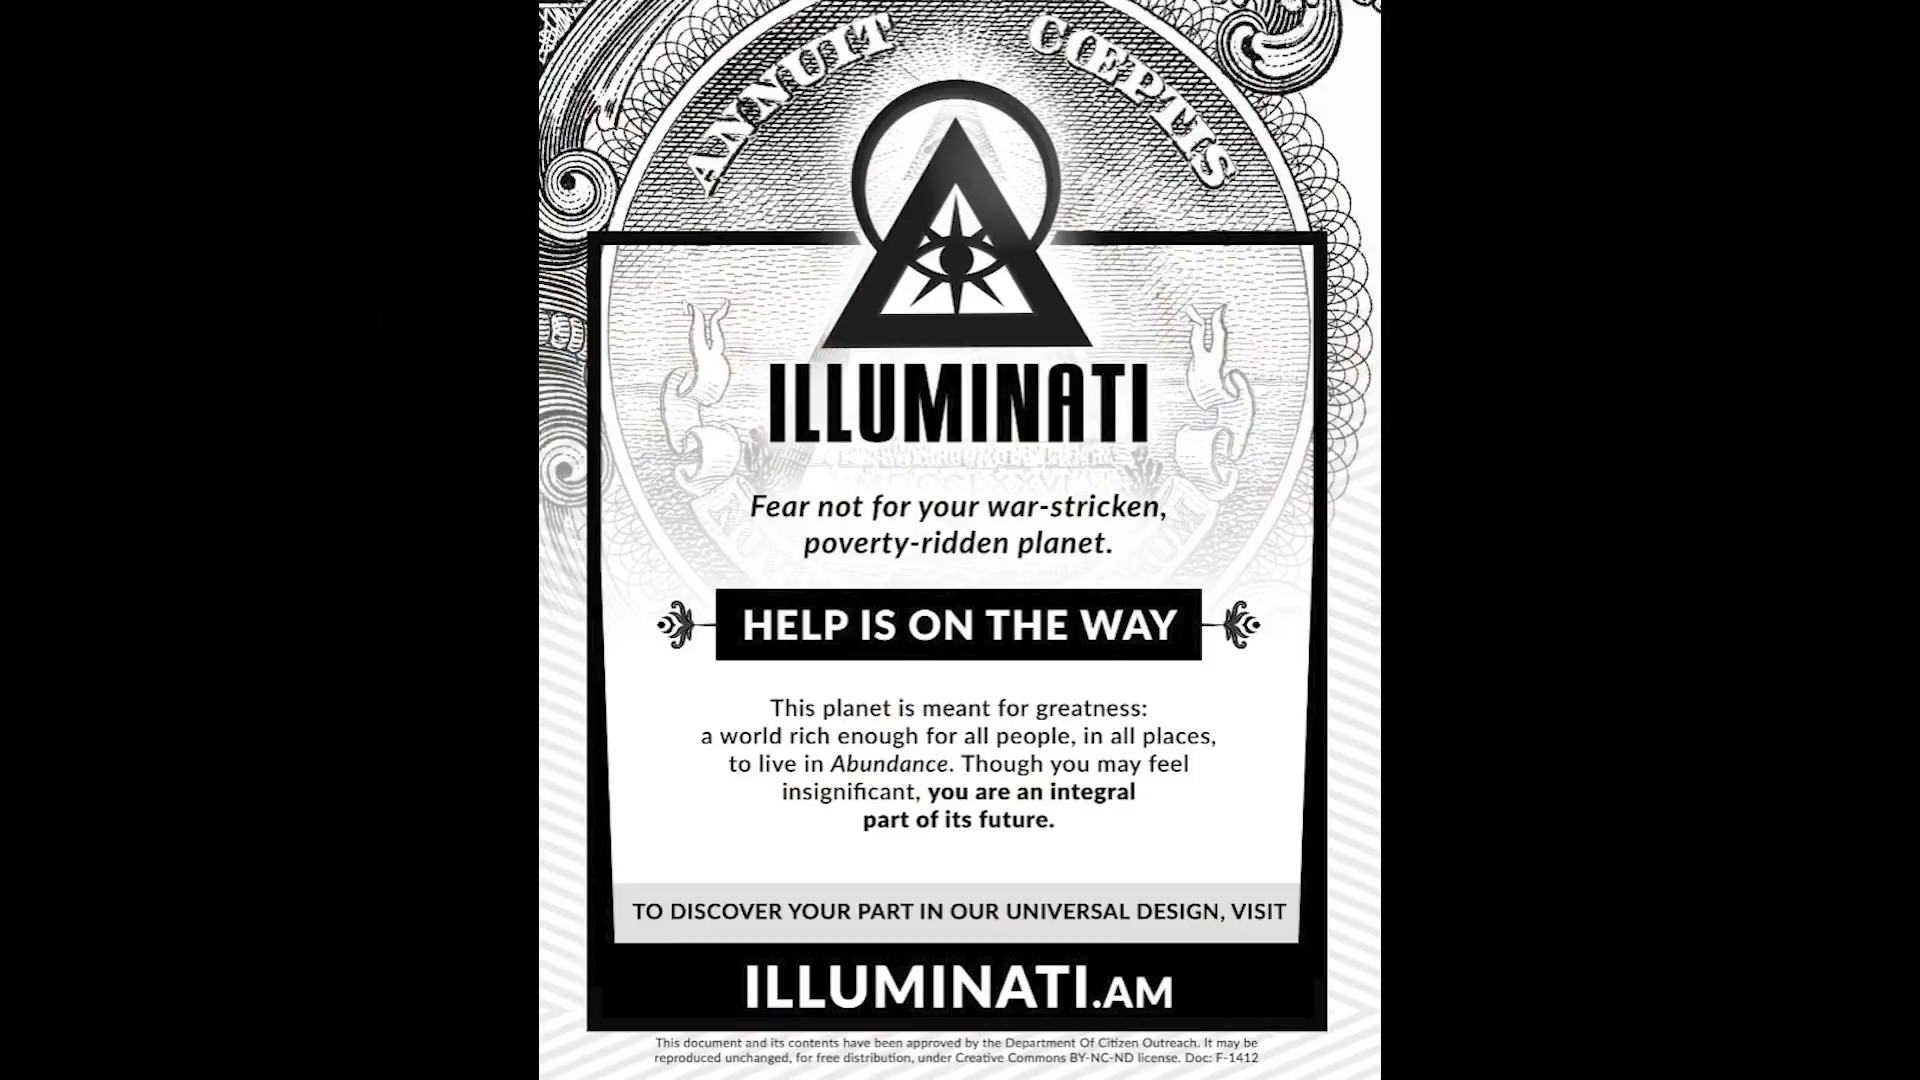 ANNUIT CŒPTIS
ILLUMINATI
Fear not for your war-stricken,
poverty-ridden planet.
HELP IS ON THE WAY
This planet is meant for greatness:
a world rich enough for all people, in all places,
to live in Abundance. Though you may feel
insignificant, you are an integral
part of its future.
TO DISCOVER YOUR PART IN OUR UNIVERSAL DESIGN, VISIT
ILLUMINATI.AM
This document and its contents have been approved by the Department Of Citizen Outreach. It may be
reproduced unchanged, for free distribution, under Creative Commons BY-NC-ND license. Doc: F-1412